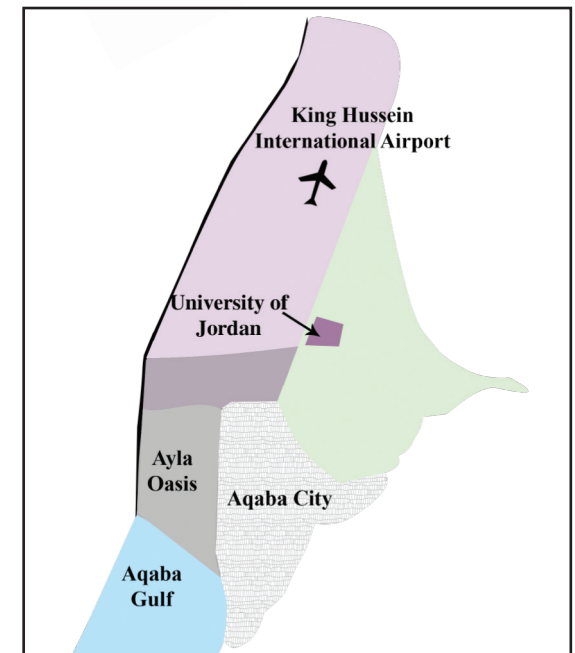 King Hussein
International Airport
University of
Jordan
Ayla
Oasis
Aqaba City
Aqaba
Gulf